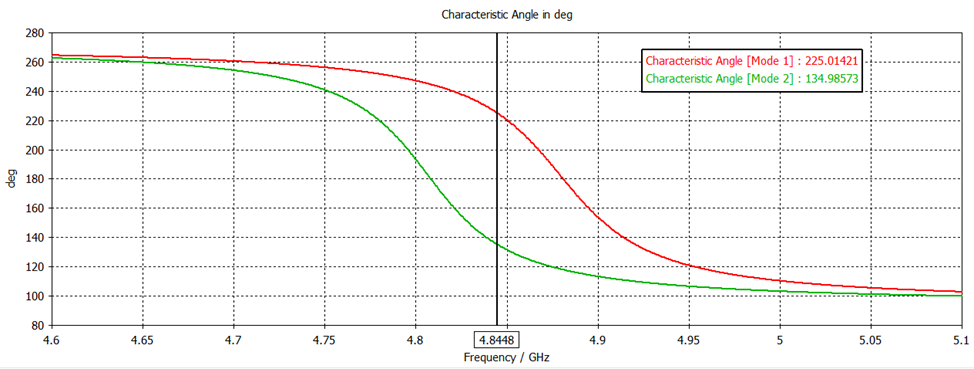 Characteristic Angle in deg
280
260
240
220
200
180
160
140
120
100
80
deg
Characteristic Angle [Mode 1] : 225.01421
Characteristic Angle [Mode 2] : 134.98573
4.6 4.65 4.7 4.75 4.8 4.8448 4.9 4.95 5 5.05 5.1
Frequency / GHz